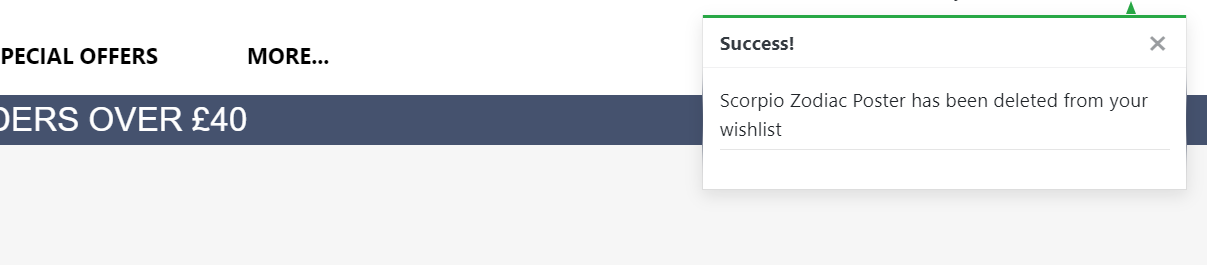 PECIAL OFFERS
MORE...
DERS OVER £40
Success!
Scorpio Zodiac Poster has been deleted from your
wishlist